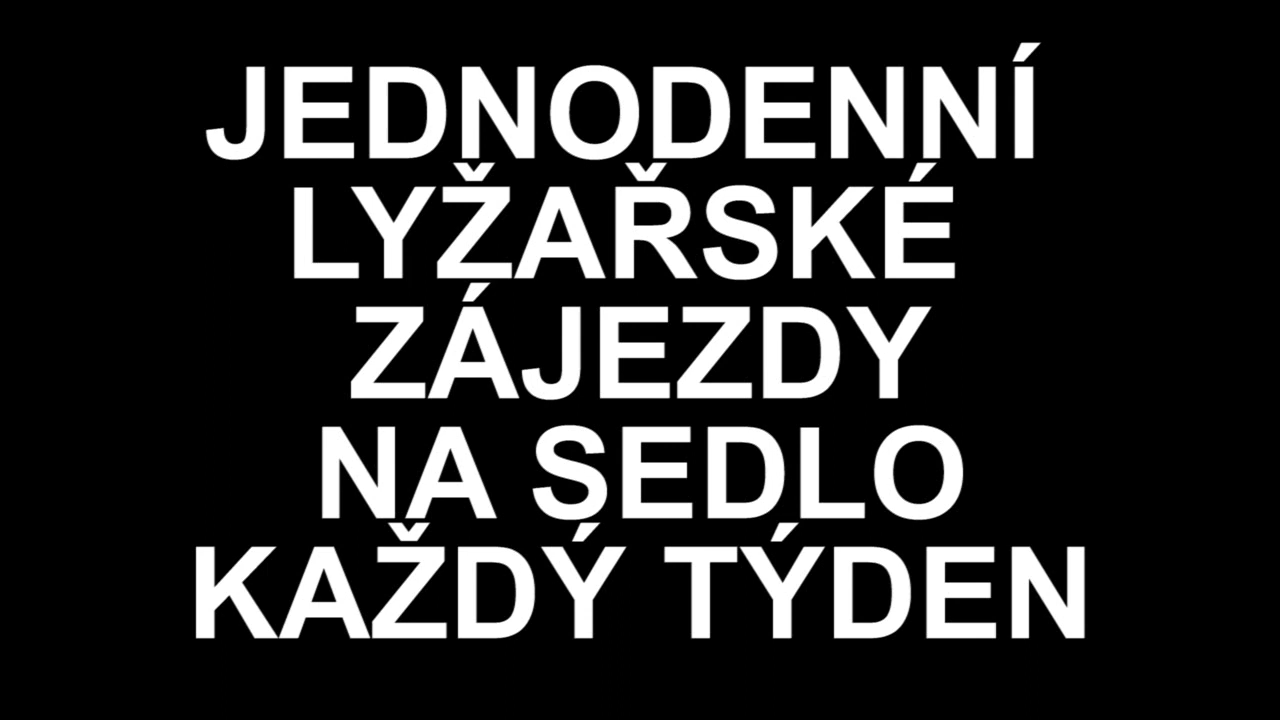 JEDNODENNÍ
LYŽAŘSKÉ
ZÁJEZDY
NA SEDLO
KAŽDÝ TÝDEN